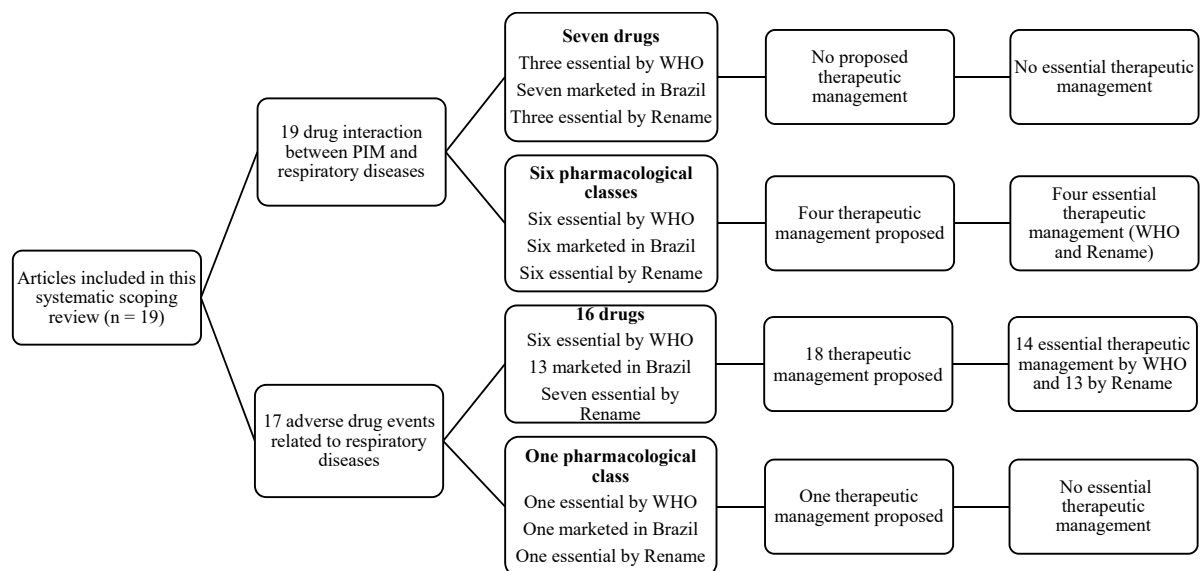 Articles included in this
systematic scoping
review (n = 19)
19 drug interaction
between PIM and
respiratory diseases
Seven drugs
Three essential by WHO
Seven marketed in Brazil
Three essential by Rename
No proposed
therapeutic
management
No essential therapeutic
management
Six pharmacological
classes
Six essential by WHO
Six marketed in Brazil
Six essential by Rename
Four therapeutic
management proposed
Four essential
therapeutic
management (WHO
and Rename)
17 adverse drug events
related to respiratory
diseases
16 drugs
Six essential by WHO
13 marketed in Brazil
Seven essential by
Rename
18 therapeutic
management proposed
14 essential therapeutic
management by WHO
and 13 by Rename
One pharmacological
class
One essential by WHO
One marketed in Brazil
One essential by Rename
One therapeutic
management proposed
No essential
therapeutic
management